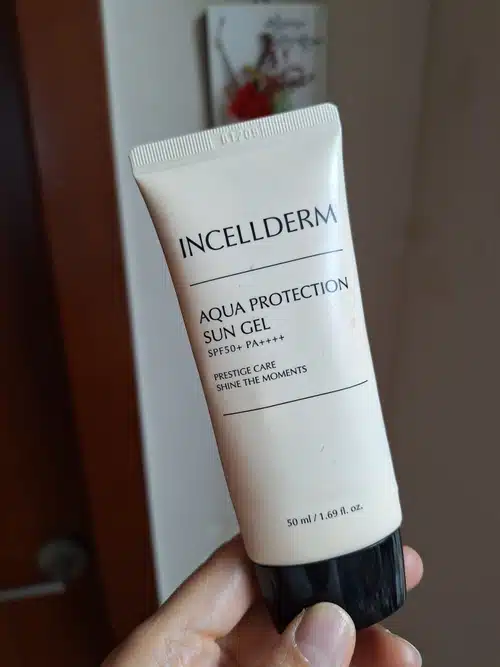 INCELLDERM
AQUA PROTECTION
SUN GEL
SPF50+ PA++++
PRESTIGE CARE
SHINE THE MOMENTS
50 ml / 1.69 fl. oz.